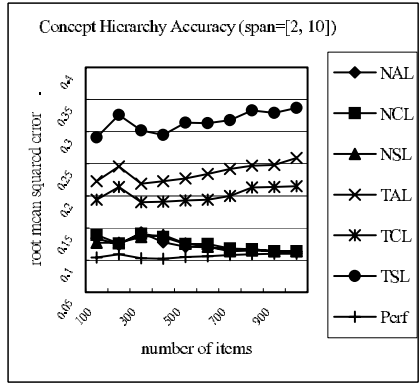 Concept Hierarchy Accuracy (span=[2, 10])
root mean squared error
0.4
0.35
0.3
0.25
0.2
0.15
0.1
0.05
100
300
500
700
900
number of items
NAL
NCL
NSL
TAL
TCL
TSL
Perf